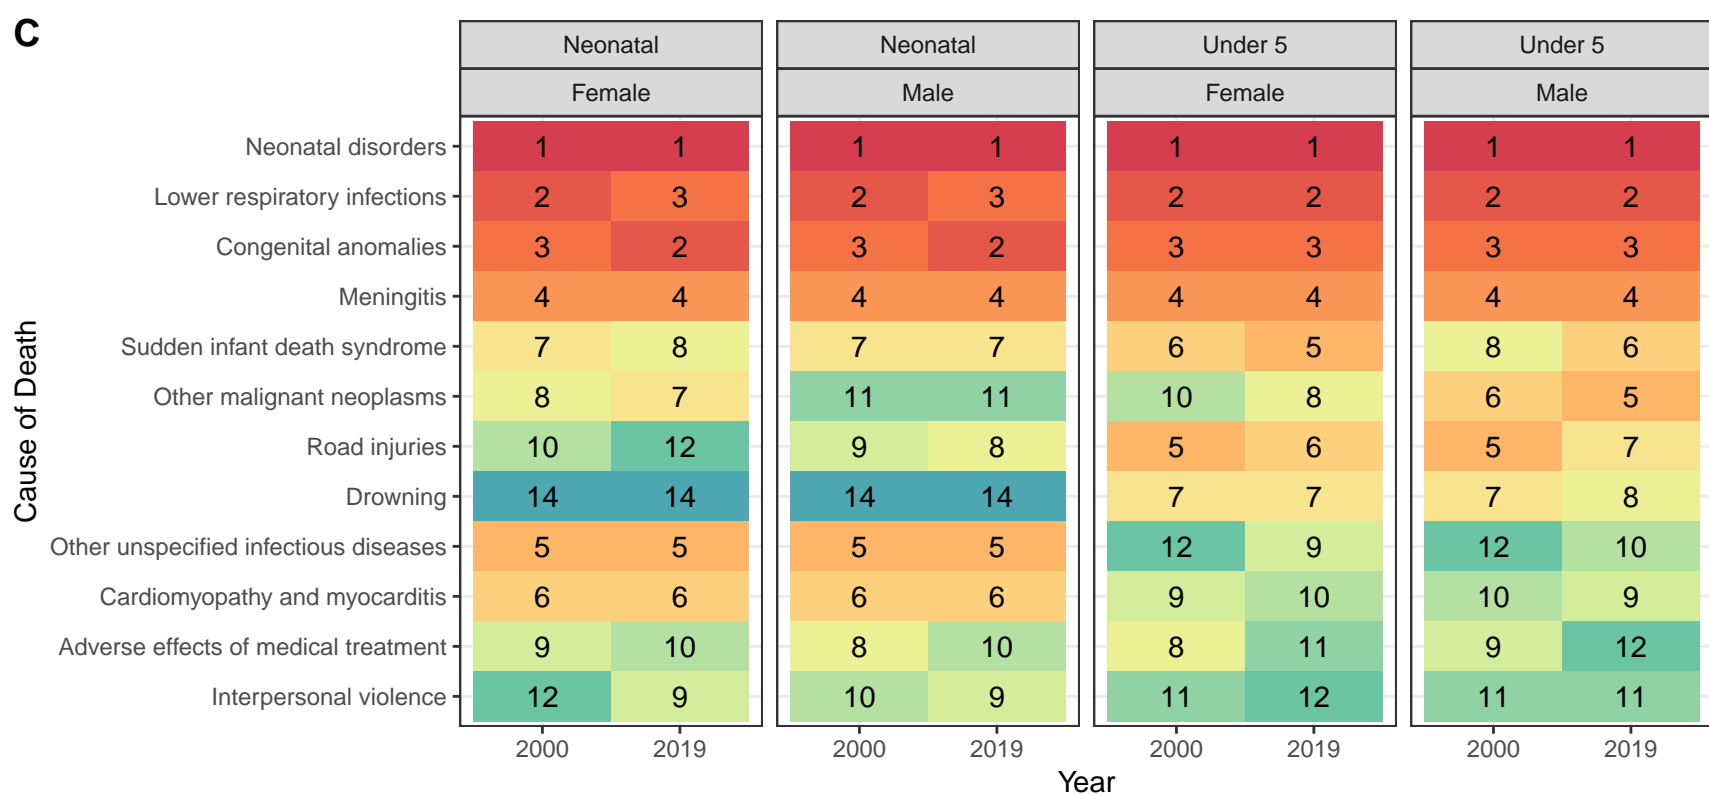 C
Neonatal Neonatal Under 5 Under 5
Female Male Female Male
Cause of Death
Neonatal disorders 1 1 1 1 1 1 1 1
Lower respiratory infections 2 3 2 3 2 2 2 2
Congenital anomalies 3 2 3 2 3 3 3 3
Meningitis 4 4 4 4 4 4 4 4
Sudden infant death syndrome 7 8 7 7 6 5 8 6
Other malignant neoplasms 8 7 11 11 10 8 6 5
Road injuries 10 12 9 8 5 6 5 7
Drowning 14 14 14 14 7 7 7 8
Other unspecified infectious diseases 5 5 5 5 12 9 12 10
Cardiomyopathy and myocarditis 6 6 6 6 9 10 10 9
Adverse effects of medical treatment 9 10 8 10 8 11 9 12
Interpersonal violence 12 9 10 9 11 12 11 11
2000 2019 2000 2019 2000 2019 2000 2019
Year